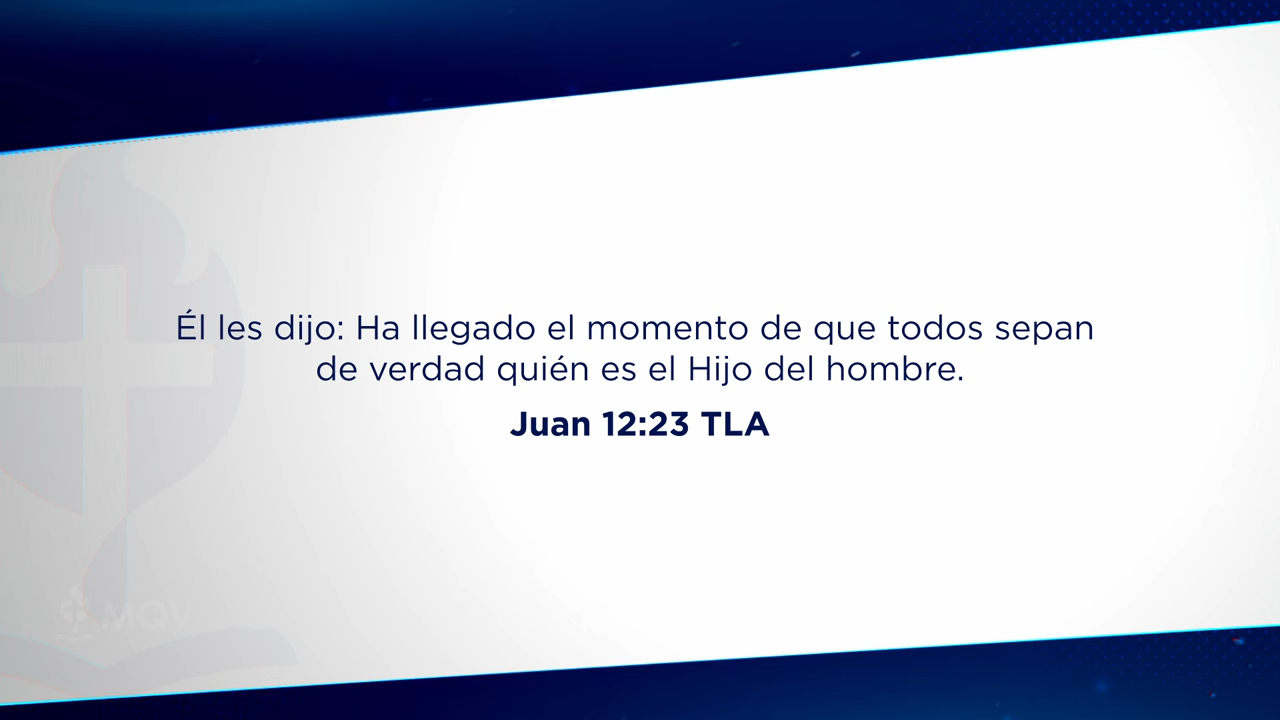 Él les dijo: Ha llegado el momento de que todos sepan
de verdad quién es el Hijo del hombre.
Juan 12:23 TLA
MQV